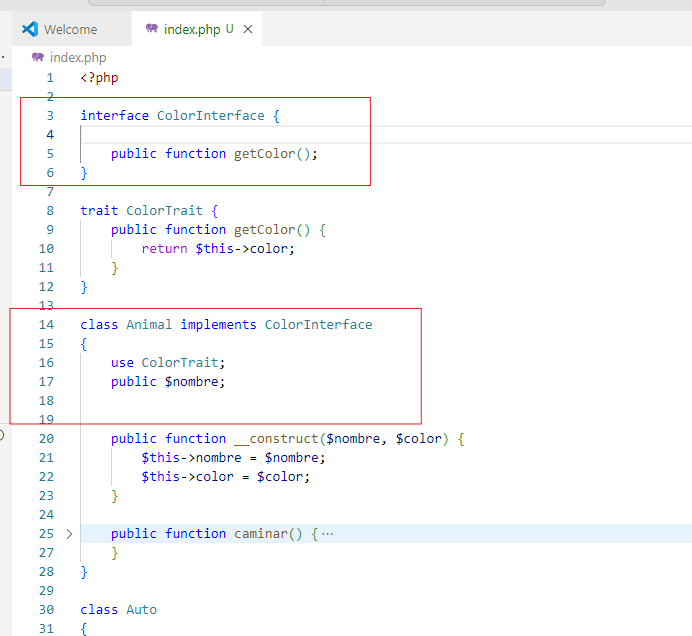 Welcome
index.php U
index.php
1 <?php
2
3 interface ColorInterface {
4
5 public function getColor();
6 }
7
8 trait ColorTrait {
9 public function getColor() {
10 return $this->color;
11 }
12 }
13
14 class Animal implements ColorInterface
15 {
16 use ColorTrait;
17 public $nombre;
18
19
20 public function __construct($nombre, $color) {
21 $this->nombre = $nombre;
22 $this->color = $color;
23 }
24
25 public function caminar() {···
27 }
28 }
29
30 class Auto
31 {